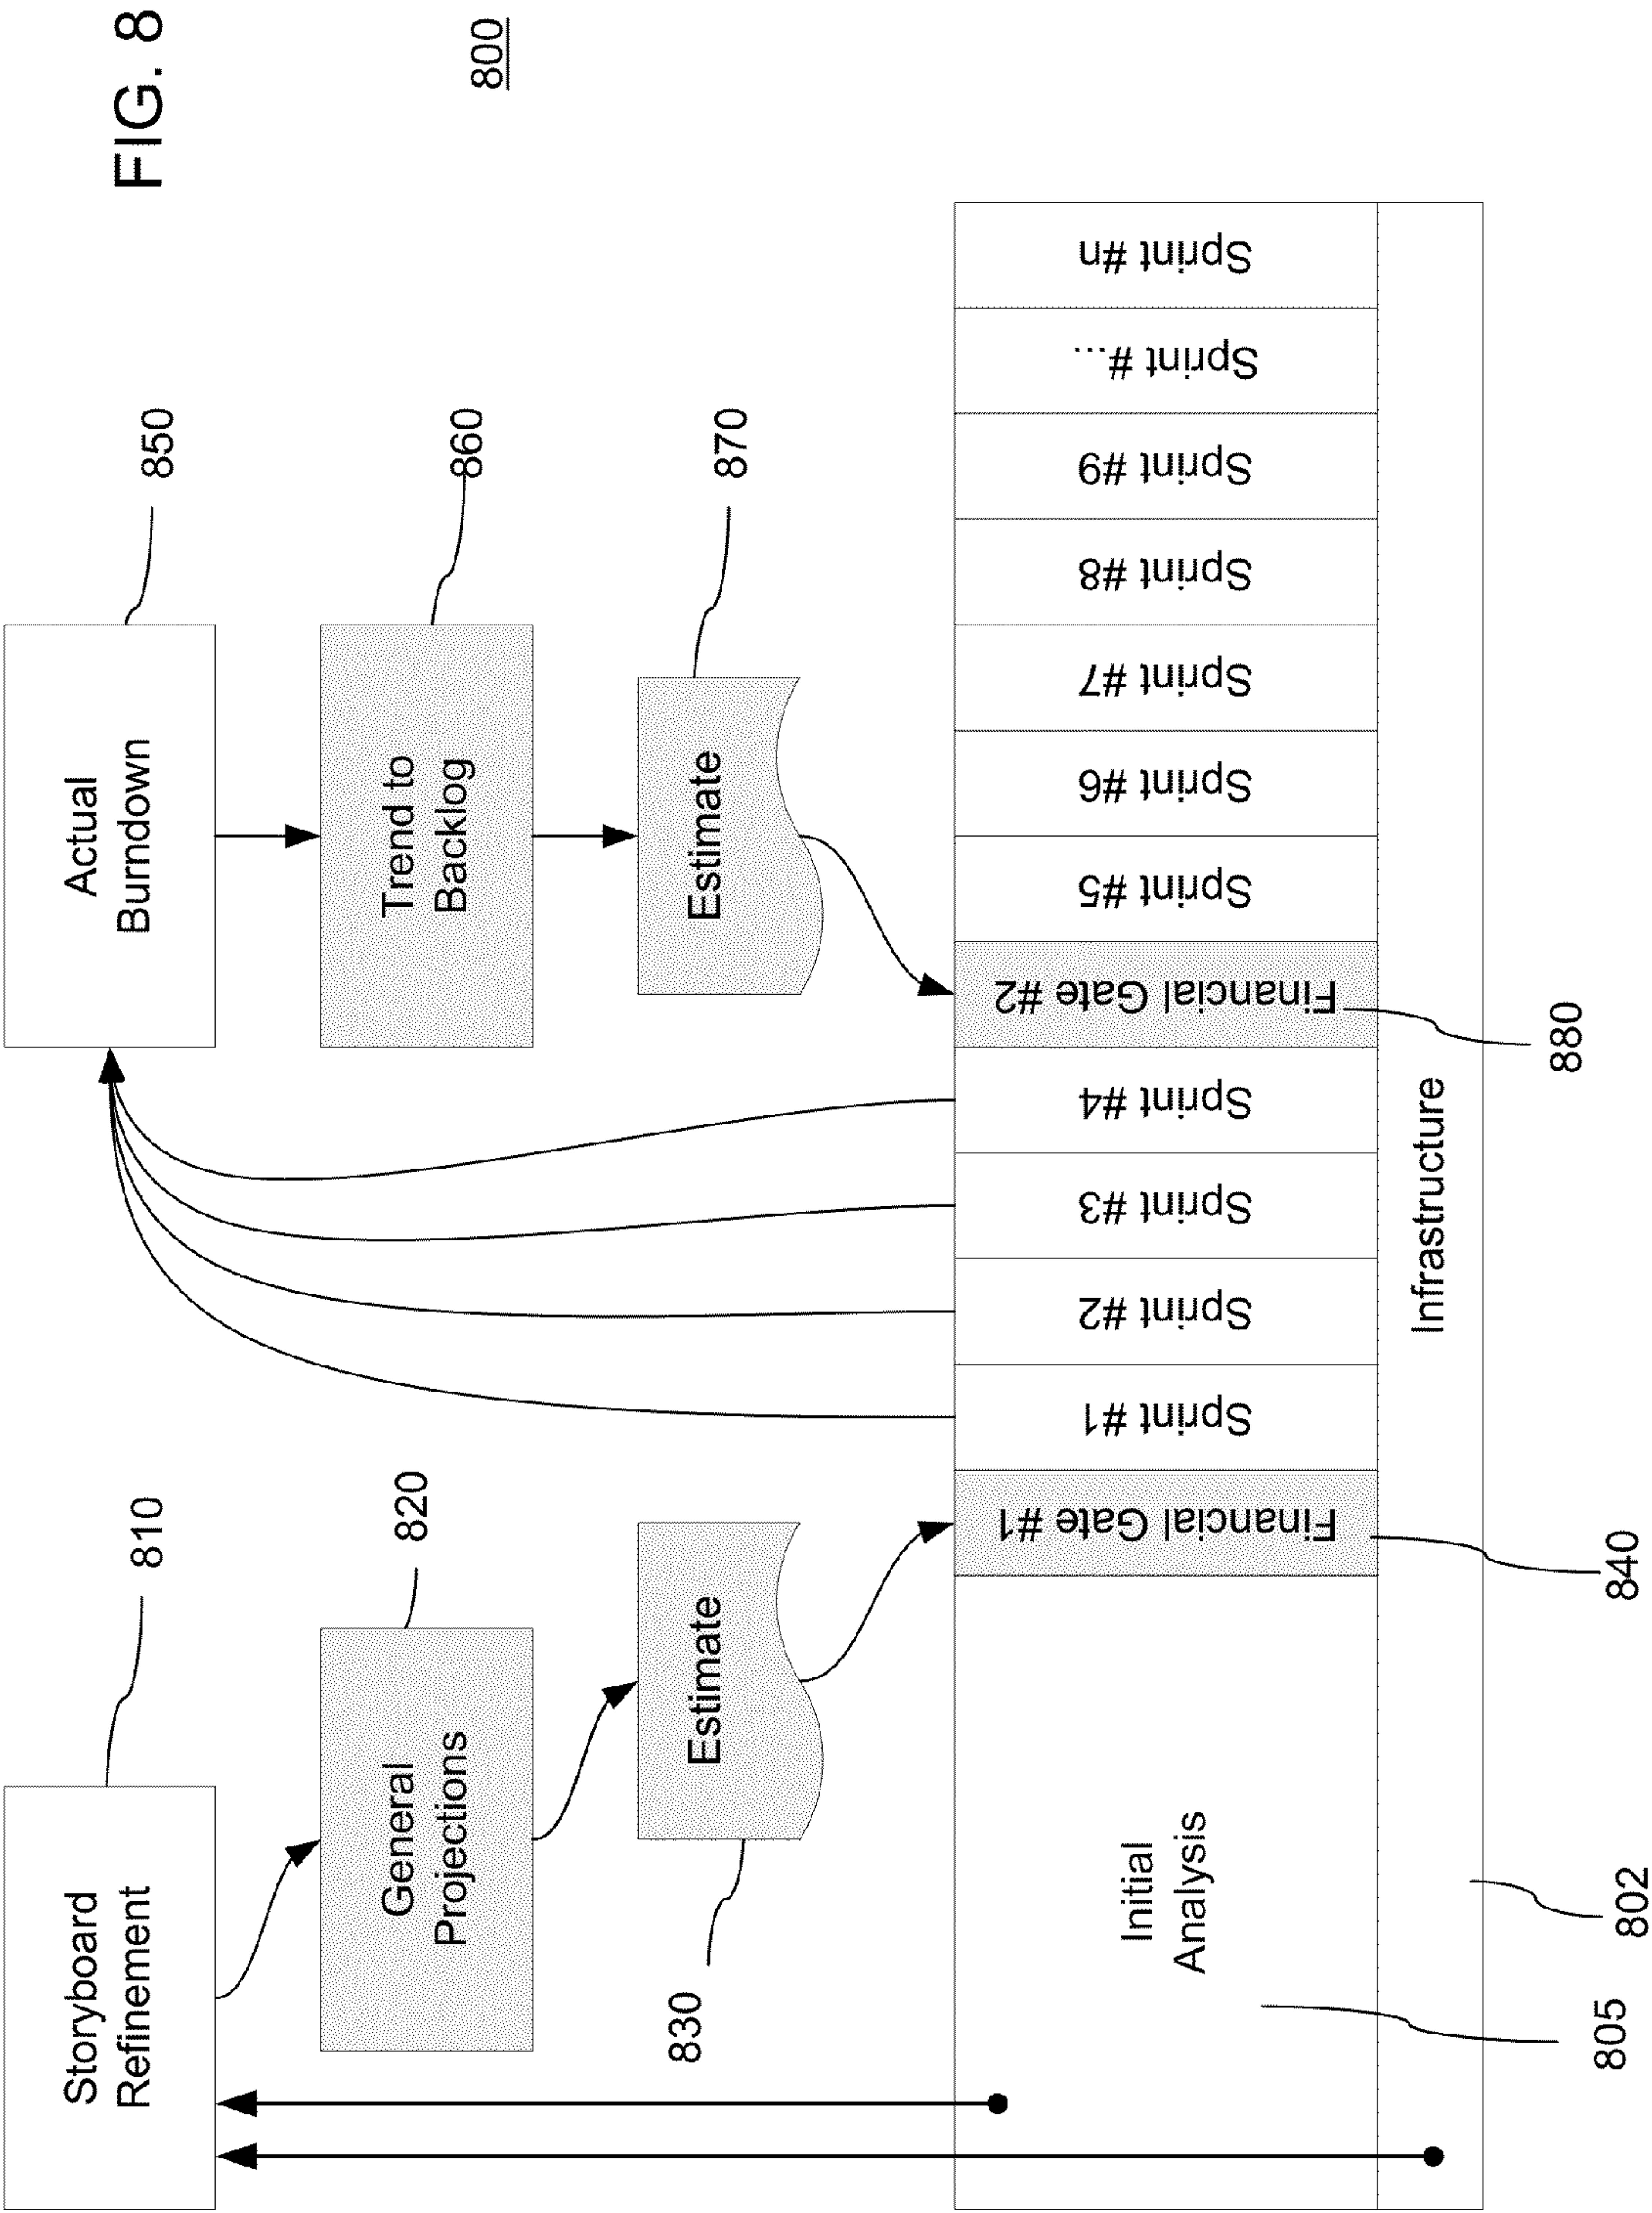 FIG. 8
800
Storyboard
Refinement
810
General
Projections
820
Estimate
830
Actual
Burndown
850
Trend to
Backlog
860
Estimate
870
Initial
Analysis
805
Financial Gate #1
840
Sprint #1
Sprint #2
Sprint #3
Sprint #4
Financial Gate #2
880
Sprint #5
Sprint #6
Sprint #7
Sprint #8
Sprint #9
Sprint #...
Sprint #n
Infrastructure
802